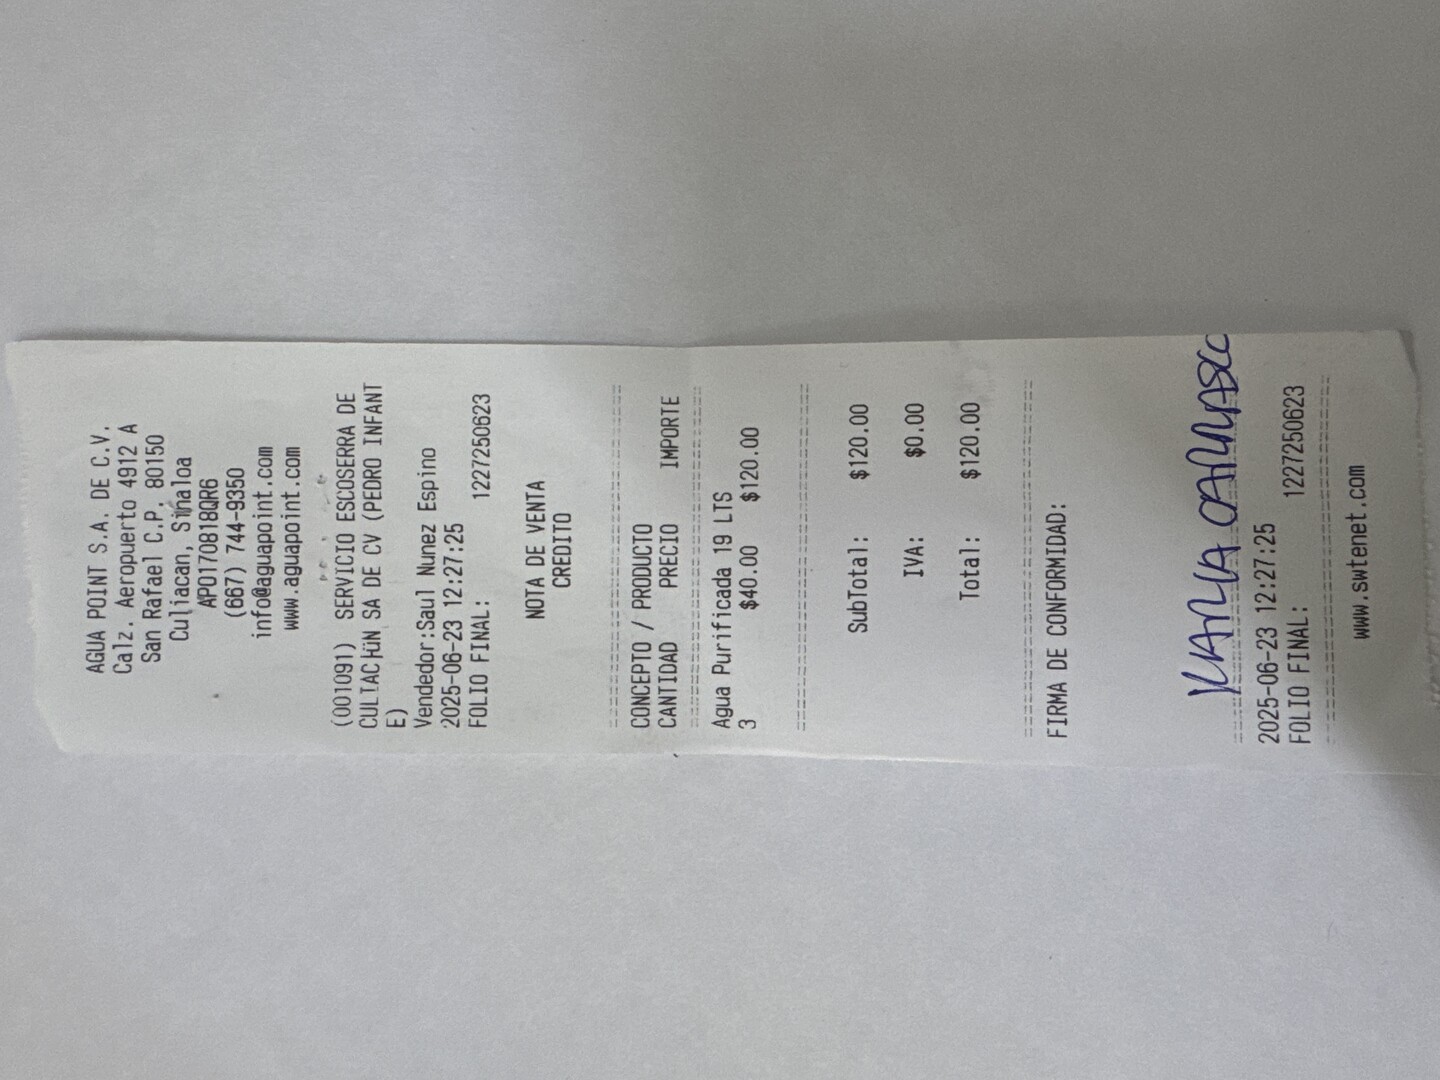 AGUA POINT S.A. DE C.V.
Calz. Aeropuerto 4912 A
San Rafael C.P. 80150
Culiacan, Sinaloa
APO170818QR6
(667) 744-9350
info@aguapoint.com
www.aguapoint.com
(001091) SERVICIO ESCOSERRA DE
CULIAC SA DE CV (PEDRO INFANT
E)
Vendedor:Saul Nunez Espino
2025-06-23 12:27:25
FOLIO FINAL: 1227250623
NOTA DE VENTA
CREDITO
CONCEPTO / PRODUCTO
CANTIDAD PRECIO IMPORTE
Agua Purificada 19 LTS
3 $40.00 $120.00
SubTotal: $120.00
IVA: $0.00
Total: $120.00
FIRMA DE CONFORMIDAD:
KARLA CARRASCO
2025-06-23 12:27:25
FOLIO FINAL: 1227250623
www.swtenet.com